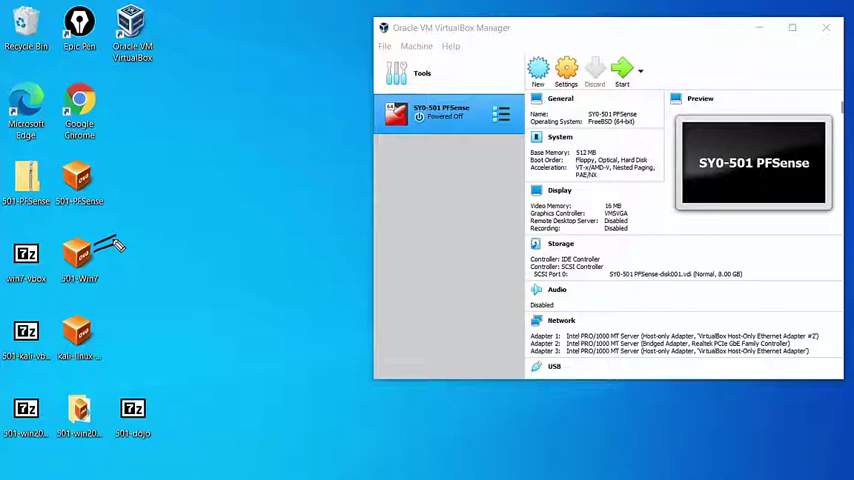 Recycle Bin
Epic Pen
Oracle VM
VirtualBox
Microsoft
Edge
Google
Chrome
501-PFSense
501-PFSense
win7-vbox
501-Win7
501-kali-vb...
kali-linux-...
501-win20...
501-win20...
501-dojo
7z
7z
7z
7z
Oracle VM VirtualBox Manager
File Machine Help
Tools
New Settings Discard Start
64
SY0-501 PFSense
Powered Off
General
Name: SY0-501 PFSense
Operating System: FreeBSD (64-bit)
Preview
SY0-501 PFSense
System
Base Memory: 512 MB
Boot Order: Floppy, Optical, Hard Disk
Acceleration: VT-x/AMD-V, Nested Paging,
PAE/NX
Display
Video Memory: 16 MB
Graphics Controller: VMSVGA
Remote Desktop Server: Disabled
Recording: Disabled
Storage
Controller: IDE Controller
Controller: SCSI Controller
SCSI Port 0: SY0-501 PFSense-disk001.vdi (Normal, 8.00 GB)
Audio
Disabled
Network
Adapter 1: Intel PRO/1000 MT Server (Host-only Adapter, 'VirtualBox Host-Only Ethernet Adapter #2')
Adapter 2: Intel PRO/1000 MT Server (Bridged Adapter, Realtek PCIe GbE Family Controller)
Adapter 3: Intel PRO/1000 MT Server (Host-only Adapter, 'VirtualBox Host-Only Ethernet Adapter')
USB